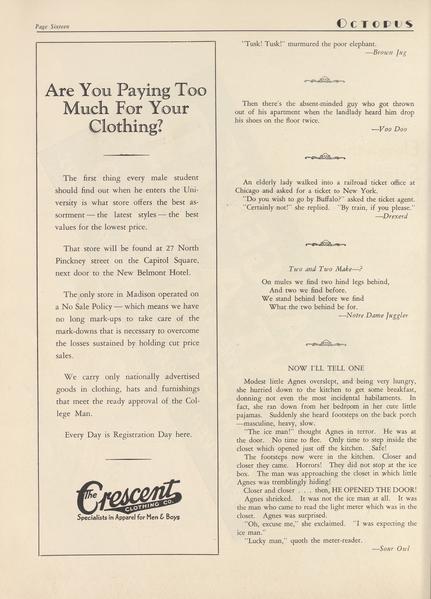 Page Sixteen
OCTOPUS
Are You Paying Too
Much For Your
Clothing?
The first thing every male student
should find out when he enters the Uni-
versity is what store offers the best as-
sortment — the latest styles — the best
values for the lowest price.
That store will be found at 27 North
Pinckney street on the Capitol Square,
next door to the New Belmont Hotel.
The only store in Madison operated on
a No Sale Policy — which means we have
no long mark-ups to take care of the
mark-downs that is necessary to overcome
the losses sustained by holding cut price
sales.
We carry only nationally advertised
goods in clothing, hats and furnishings
that meet the ready approval of the Col-
lege Man.
Every Day is Registration Day here.
The Crescent
CLOTHING CO.
Specialists in Apparel for Men & Boys
"Tusk! Tusk!" murmured the poor elephant.
—Brown Jug
Then there's the absent-minded guy who got thrown
out of his apartment when the landlady heard him drop
his shoes on the floor twice.
—Voo Doo
An elderly lady walked into a railroad ticket office at
Chicago and asked for a ticket to New York.
"Do you wish to go by Buffalo?" asked the ticket agent.
"Certainly not!" she replied. "By train, if you please."
—Drexerd
Two and Two Make—?
On mules we find two hind legs behind,
And two we find before.
We stand behind before we find
What the two behind be for.
—Notre Dame Juggler
NOW I'LL TELL ONE
Modest little Agnes overslept, and being very hungry,
she hurried down to the kitchen to get some breakfast,
donning not even the most incidental habilaments. In
fact, she ran down from her bedroom in her cute little
pajamas. Suddenly she heard footsteps on the back porch
—masculine, heavy, slow.
"The ice man!" thought Agnes in terror. He was at
the door. No time to flee. Only time to step inside the
closet which opened just off the kitchen. Safe!
The footsteps now were in the kitchen. Closer and
closer they came. Horrors! They did not stop at the ice
box. The man was approaching the closet in which little
Agnes was tremblingly hiding!
Closer and closer . . . . then, HE OPENED THE DOOR!
Agnes shrieked. It was not the ice man at all. It was
the man who came to read the light meter which was in the
closet. Agnes was surprised.
"Oh, excuse me," she exclaimed. "I was expecting the
ice man."
"Lucky man," quoth the meter-reader.
—Sour Owl